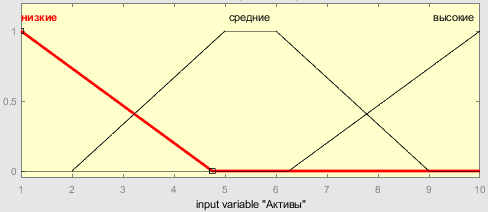 низкие средние высокие
1
0.5
0
1 2 3 4 5 6 7 8 9 10
input variable "Активы"